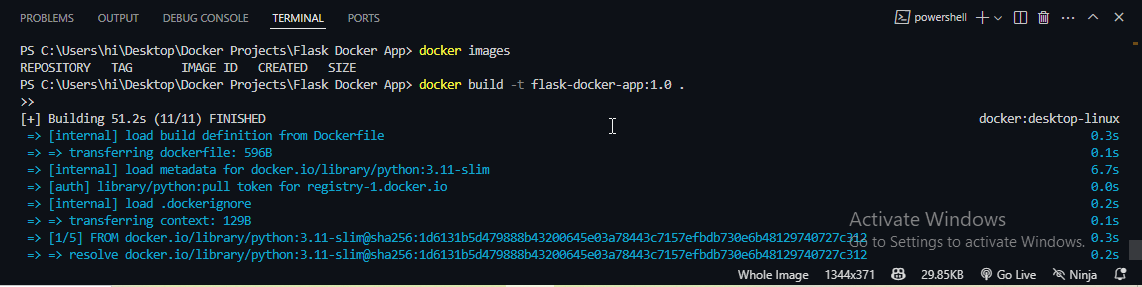 PROBLEMS OUTPUT DEBUG CONSOLE TERMINAL PORTS powershell
PS C:\Users\hi\Desktop\Docker Projects\Flask Docker App> docker images
REPOSITORY TAG IMAGE ID CREATED SIZE
PS C:\Users\hi\Desktop\Docker Projects\Flask Docker App> docker build -t flask-docker-app:1.0 .
>>
[+] Building 51.2s (11/11) FINISHED docker:desktop-linux
=> [internal] load build definition from Dockerfile 0.3s
=> => transferring dockerfile: 596B 0.1s
=> [internal] load metadata for docker.io/library/python:3.11-slim 6.7s
=> [auth] library/python:pull token for registry-1.docker.io 0.0s
=> [internal] load .dockerignore 0.2s
=> => transferring context: 129B 0.1s
Activate Windows
=> [1/5] FROM docker.io/library/python:3.11-slim@sha256:1d6131b5d479888b43200645e03a78443c7157efbdb730e6b48129740727c312 0.3s
Go to Settings to activate Windows.
=> => resolve docker.io/library/python:3.11-slim@sha256:1d6131b5d479888b43200645e03a78443c7157efbdb730e6b48129740727c312 0.2s
Whole Image 1344x371 29.85KB Go Live Ninja